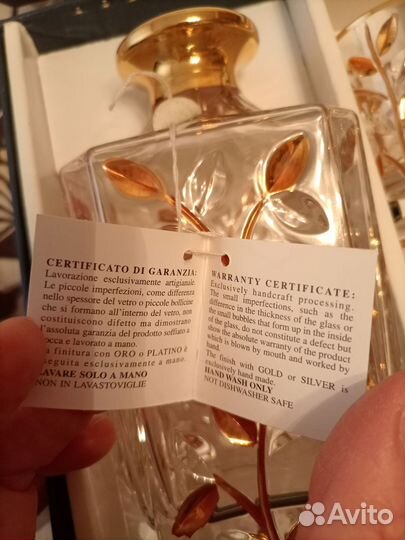 CERTIFICATO DI GARANZIA:
Lavorazione esclusivamente artigianale.
Le piccole imperfezioni, come differenza
nello spessore del vetro o piccole bollicine
che si formano all'interno del vetro, non
costituiscono difetto ma dimostrano
l'assoluta garanzia del prodotto soffiato a
bocca e lavorato a mano.
La finitura con ORO o PLATINO è
eseguita esclusivamente a mano.
LAVARE SOLO A MANO
NON IN LAVASTOVIGLIE
WARRANTY CERTIFICATE:
Exclusively handcraft processing.
The small imperfections, such as the
difference in the thickness of the glass or
the small bubbles that form up in the inside
of the glass, do not constitute a defect but
show the absolute warranty of the product
which is blown by mouth and worked by
hand.
The finish with GOLD or SILVER is
exclusively hand made.
HAND WASH ONLY
NOT DISHWASHER SAFE
Avito